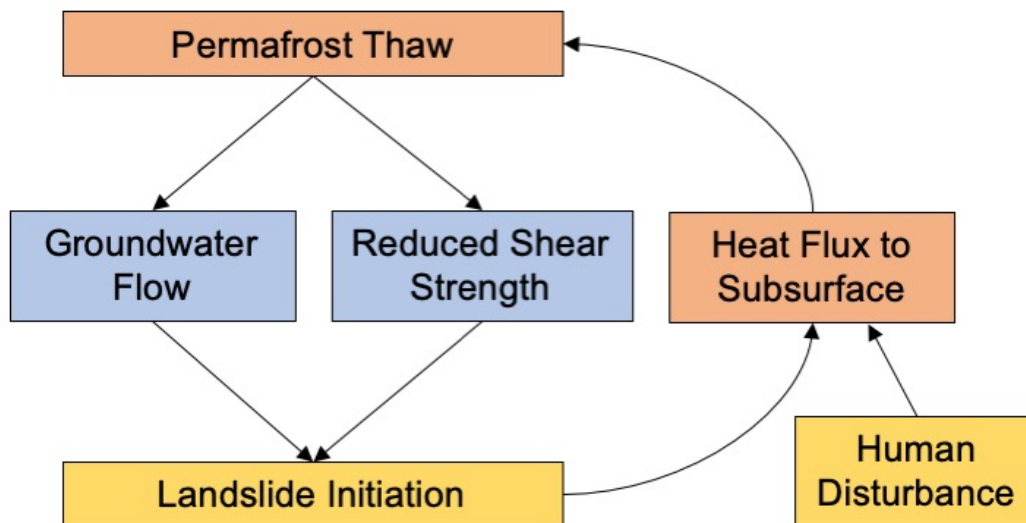 Permafrost Thaw
Groundwater
Flow
Reduced Shear
Strength
Heat Flux to
Subsurface
Landslide Initiation
Human
Disturbance